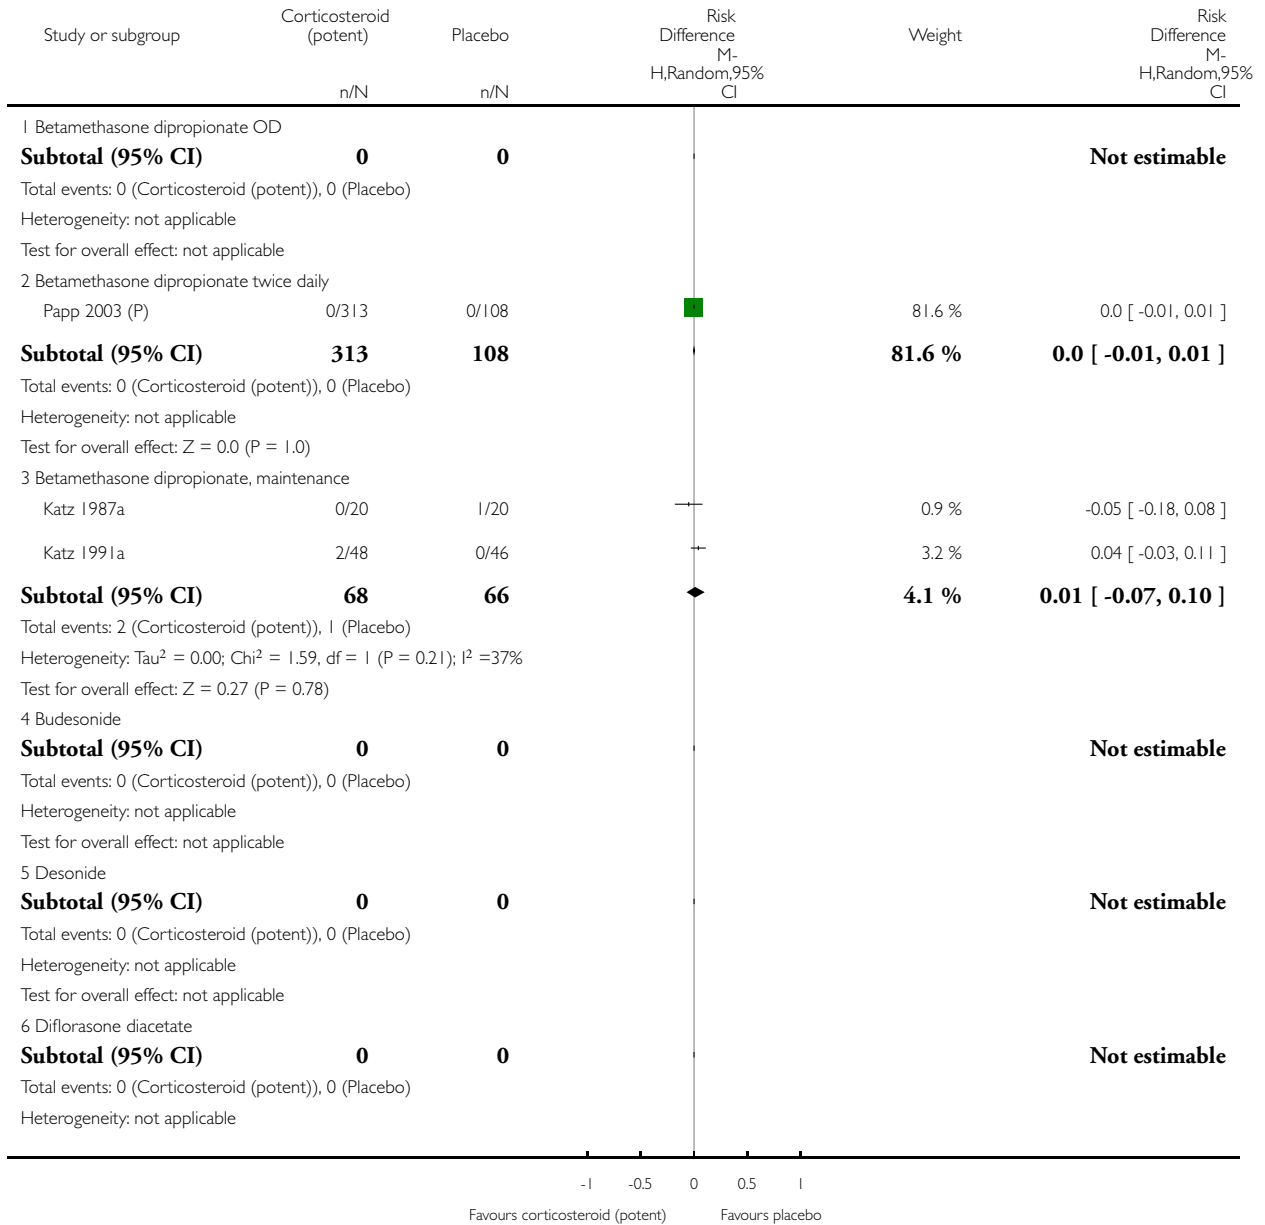 Study or subgroup Corticosteroid (potent) Placebo Risk Difference Weight Risk Difference
M-H,Random,95% CI M-H,Random,95% CI
n/N n/N
1 Betamethasone dipropionate OD
Subtotal (95% CI) 0 0 Not estimable
Total events: 0 (Corticosteroid (potent)), 0 (Placebo)
Heterogeneity: not applicable
Test for overall effect: not applicable
2 Betamethasone dipropionate twice daily
Papp 2003 (P) 0/313 0/108 81.6 % 0.0 [ -0.01, 0.01 ]
Subtotal (95% CI) 313 108 81.6 % 0.0 [ -0.01, 0.01 ]
Total events: 0 (Corticosteroid (potent)), 0 (Placebo)
Heterogeneity: not applicable
Test for overall effect: Z = 0.0 (P = 1.0)
3 Betamethasone dipropionate, maintenance
Katz 1987a 0/20 1/20 0.9 % -0.05 [ -0.18, 0.08 ]
Katz 1991a 2/48 0/46 3.2 % 0.04 [ -0.03, 0.11 ]
Subtotal (95% CI) 68 66 4.1 % 0.01 [ -0.07, 0.10 ]
Total events: 2 (Corticosteroid (potent)), 1 (Placebo)
Heterogeneity: Tau² = 0.00; Chi² = 1.59, df = 1 (P = 0.21); I² =37%
Test for overall effect: Z = 0.27 (P = 0.78)
4 Budesonide
Subtotal (95% CI) 0 0 Not estimable
Total events: 0 (Corticosteroid (potent)), 0 (Placebo)
Heterogeneity: not applicable
Test for overall effect: not applicable
5 Desonide
Subtotal (95% CI) 0 0 Not estimable
Total events: 0 (Corticosteroid (potent)), 0 (Placebo)
Heterogeneity: not applicable
Test for overall effect: not applicable
6 Diflorasone diacetate
Subtotal (95% CI) 0 0 Not estimable
Total events: 0 (Corticosteroid (potent)), 0 (Placebo)
Heterogeneity: not applicable
-1 -0.5 0 0.5 1
Favours corticosteroid (potent) Favours placebo